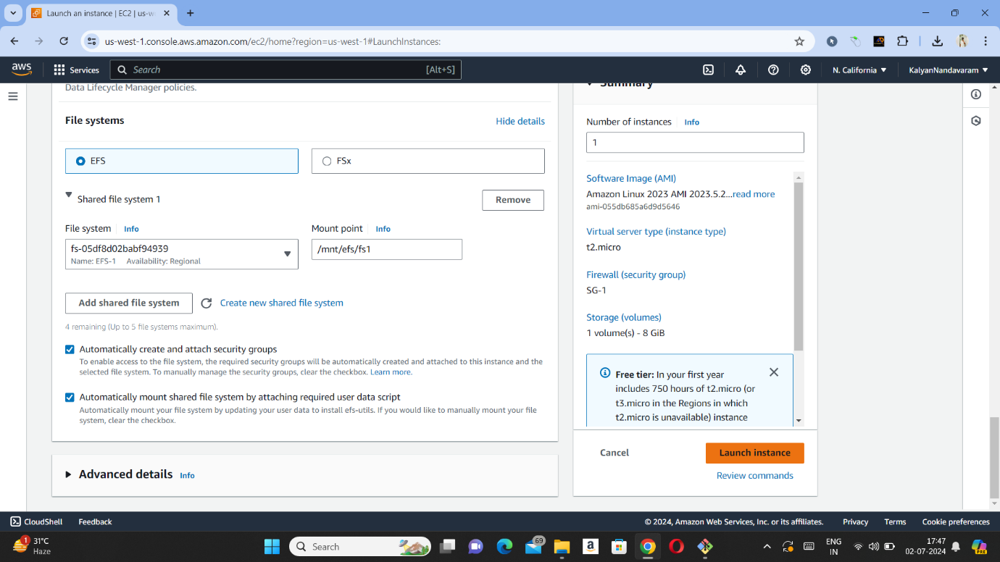 Launch an instance | EC2 | us-w
us-west-1.console.aws.amazon.com/ec2/home?region=us-west-1#LaunchInstances:
aws
Services
Search
[Alt+S]
N. California
KalyanNandavaram
Data Lifecycle Manager policies.
File systems
Hide details
EFS
FSx
Shared file system 1
Remove
File system
Info
Mount point
Info
fs-05df8d02babf94939
Name: EFS-1 Availability: Regional
/mnt/efs/fs1
Add shared file system
Create new shared file system
4 remaining (Up to 5 file systems maximum).
Automatically create and attach security groups
To enable access to the file system, the required security groups will be automatically created and attached to this instance and the
selected file system. To manually manage the security groups, clear the checkbox. Learn more.
Automatically mount shared file system by attaching required user data script
Automatically mount your file system by updating your user data to install efs-utils. If you would like to manually mount your file
system, clear the checkbox.
Advanced details
Info
Summary
Number of instances
Info
1
Software Image (AMI)
Amazon Linux 2023 AMI 2023.5.2...read more
ami-055db685a6d9d5646
Virtual server type (instance type)
t2.micro
Firewall (security group)
SG-1
Storage (volumes)
1 volume(s) - 8 GiB
Free tier: In your first year
includes 750 hours of t2.micro (or
t3.micro in the Regions in which
t2.micro is unavailable) instance
Cancel
Launch instance
Review commands
CloudShell
Feedback
© 2024, Amazon Web Services, Inc. or its affiliates.
Privacy
Terms
Cookie preferences
1
31°C
Haze
Search
69
a
ENG
IN
17:47
02-07-2024
PRE